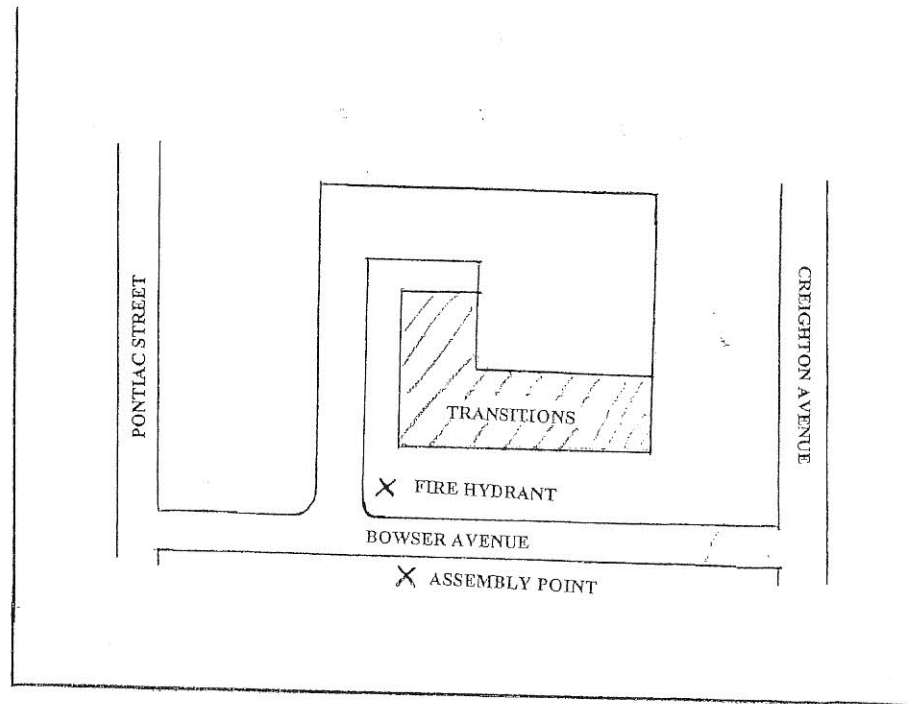 PONTIAC STREET
CREIGHTON AVENUE
TRANSITIONS
FIRE HYDRANT
BOWSER AVENUE
ASSEMBLY POINT